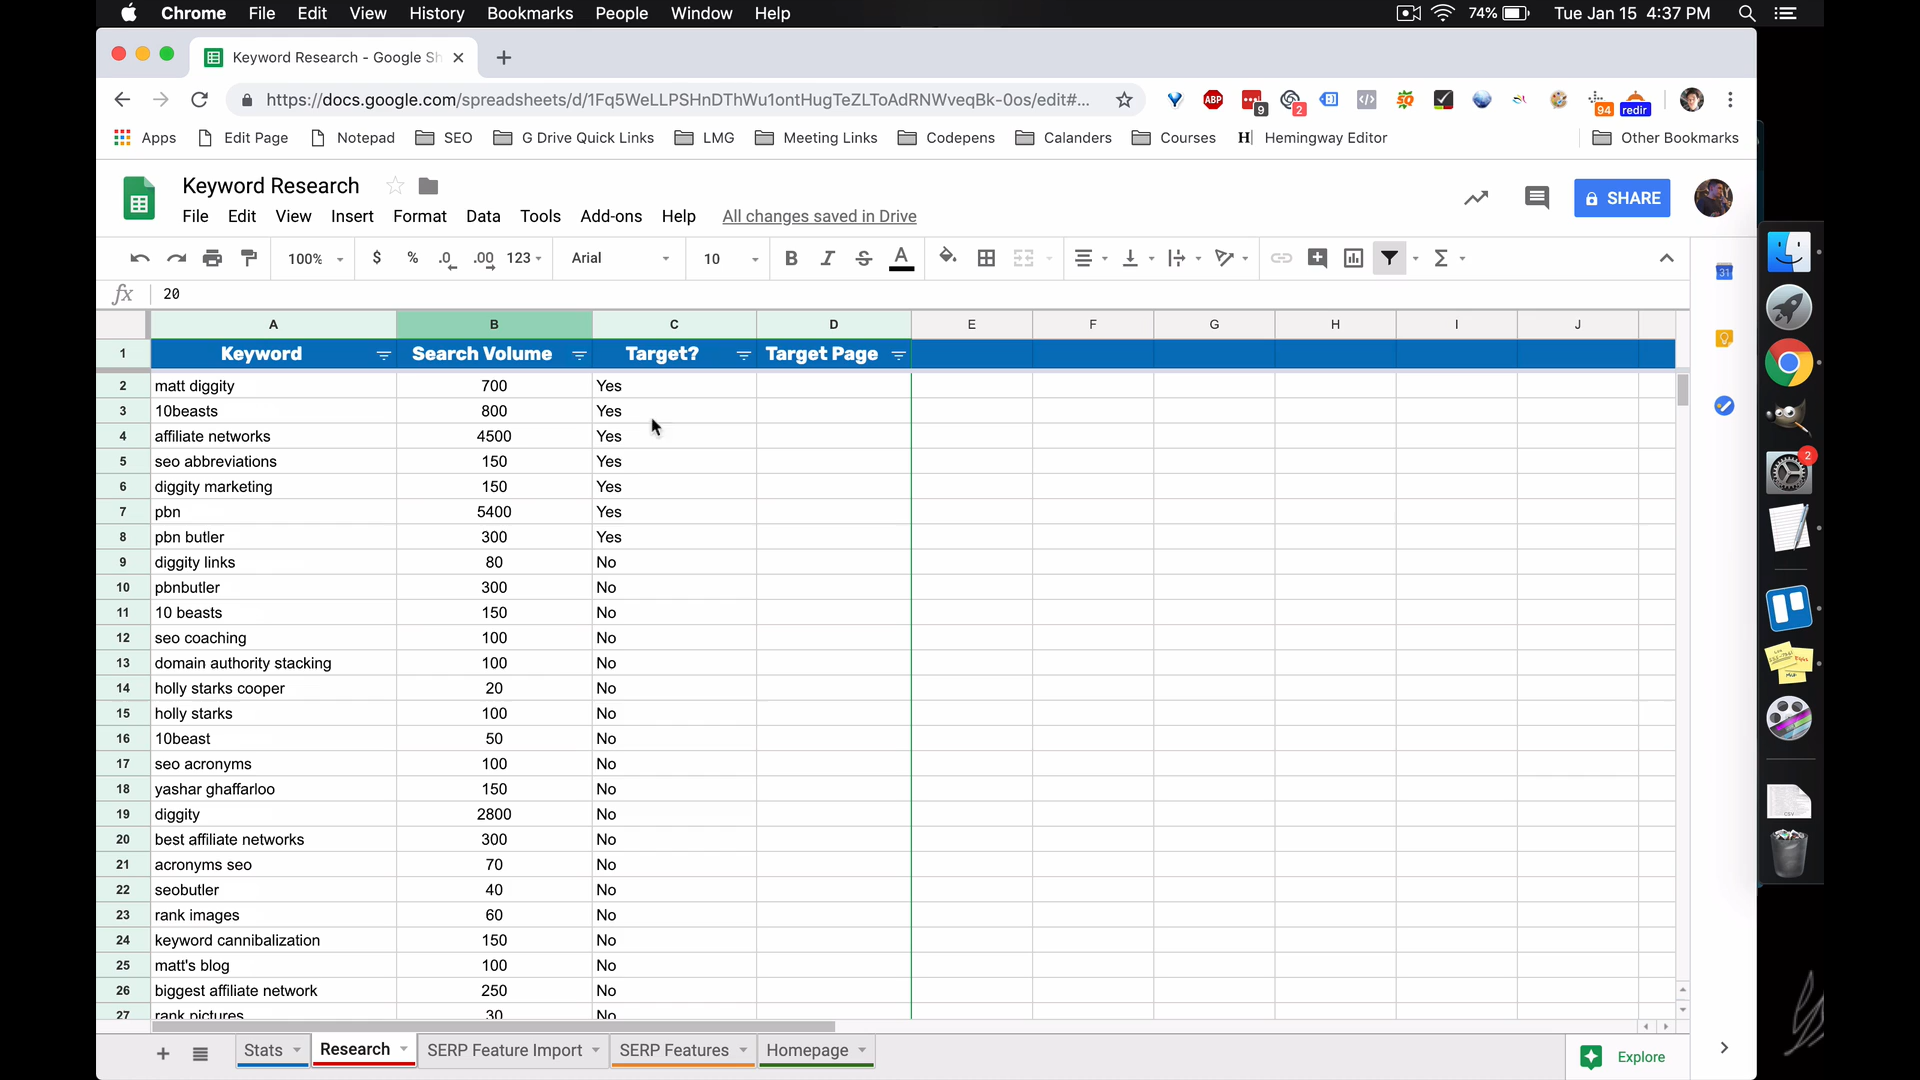 Chrome File Edit View History Bookmarks People Window Help 74% Tue Jan 15 4:37 PM
Keyword Research - Google Sh
https://docs.google.com/spreadsheets/d/1Fq5WeLLPSHnDThWu1ontHugTeZLToAdRNWveqBk-0os/edit#... ABP 9 2 SQ 94 redir
Apps Edit Page Notepad SEO G Drive Quick Links LMG Meeting Links Codepens Calanders Courses H Hemingway Editor Other Bookmarks
Keyword Research
File Edit View Insert Format Data Tools Add-ons Help All changes saved in Drive SHARE
100% $ % .0 .00 123 Arial 10 B I S A Σ
fx 20
31
A B C D E F G H I J
1 Keyword Search Volume Target? Target Page
2 matt diggity 700 Yes
3 10beasts 800 Yes
4 affiliate networks 4500 Yes
5 seo abbreviations 150 Yes
6 diggity marketing 150 Yes
7 pbn 5400 Yes
8 pbn butler 300 Yes
9 diggity links 80 No
10 pbnbutler 300 No
11 10 beasts 150 No
12 seo coaching 100 No
13 domain authority stacking 100 No
14 holly starks cooper 20 No
15 holly starks 100 No
16 10beast 50 No
17 seo acronyms 100 No
18 yashar ghaffarloo 150 No
19 diggity 2800 No
20 best affiliate networks 300 No
21 acronyms seo 70 No
22 seobutler 40 No
23 rank images 60 No
24 keyword cannibalization 150 No
25 matt's blog 100 No
26 biggest affiliate network 250 No
27 rank pictures 30 No
2
CSV
Stats Research SERP Feature Import SERP Features Homepage Explore